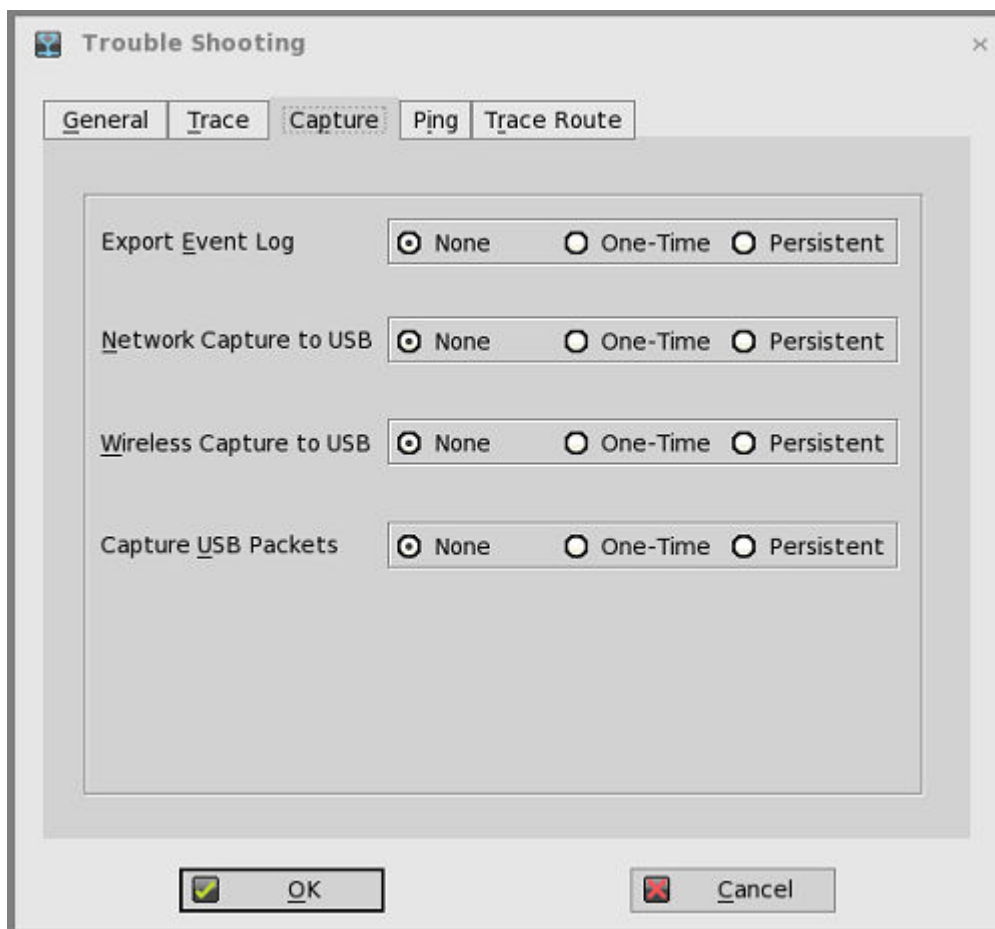 Trouble Shooting
General Trace Capture Ping Trace Route
Export Event Log None One-Time Persistent
Network Capture to USB None One-Time Persistent
Wireless Capture to USB None One-Time Persistent
Capture USB Packets None One-Time Persistent
OK Cancel